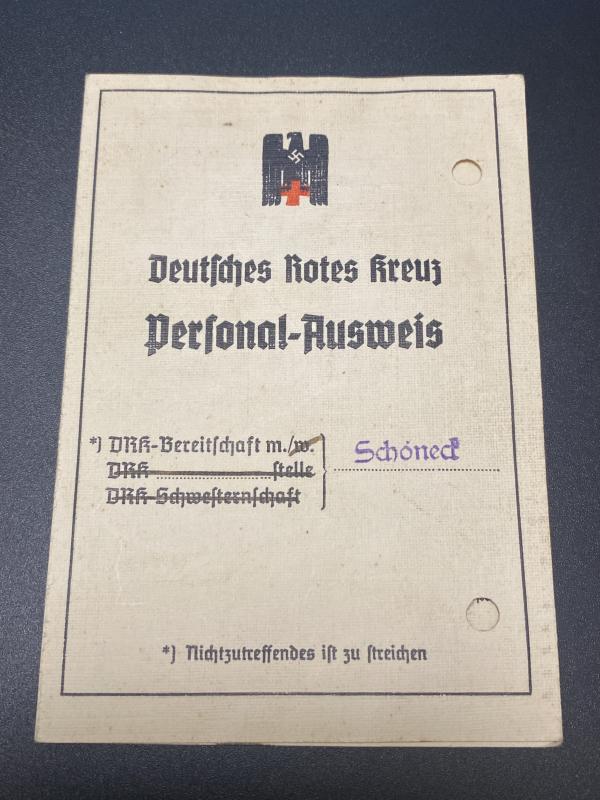 Deutsches Rotes Kreuz
Personal-Ausweis
*) DRK-Bereitschaft m./w.
DRK stelle
DRK-Schwesternschaft
Schöneck
*) Nichtzutreffendes ist zu streichen